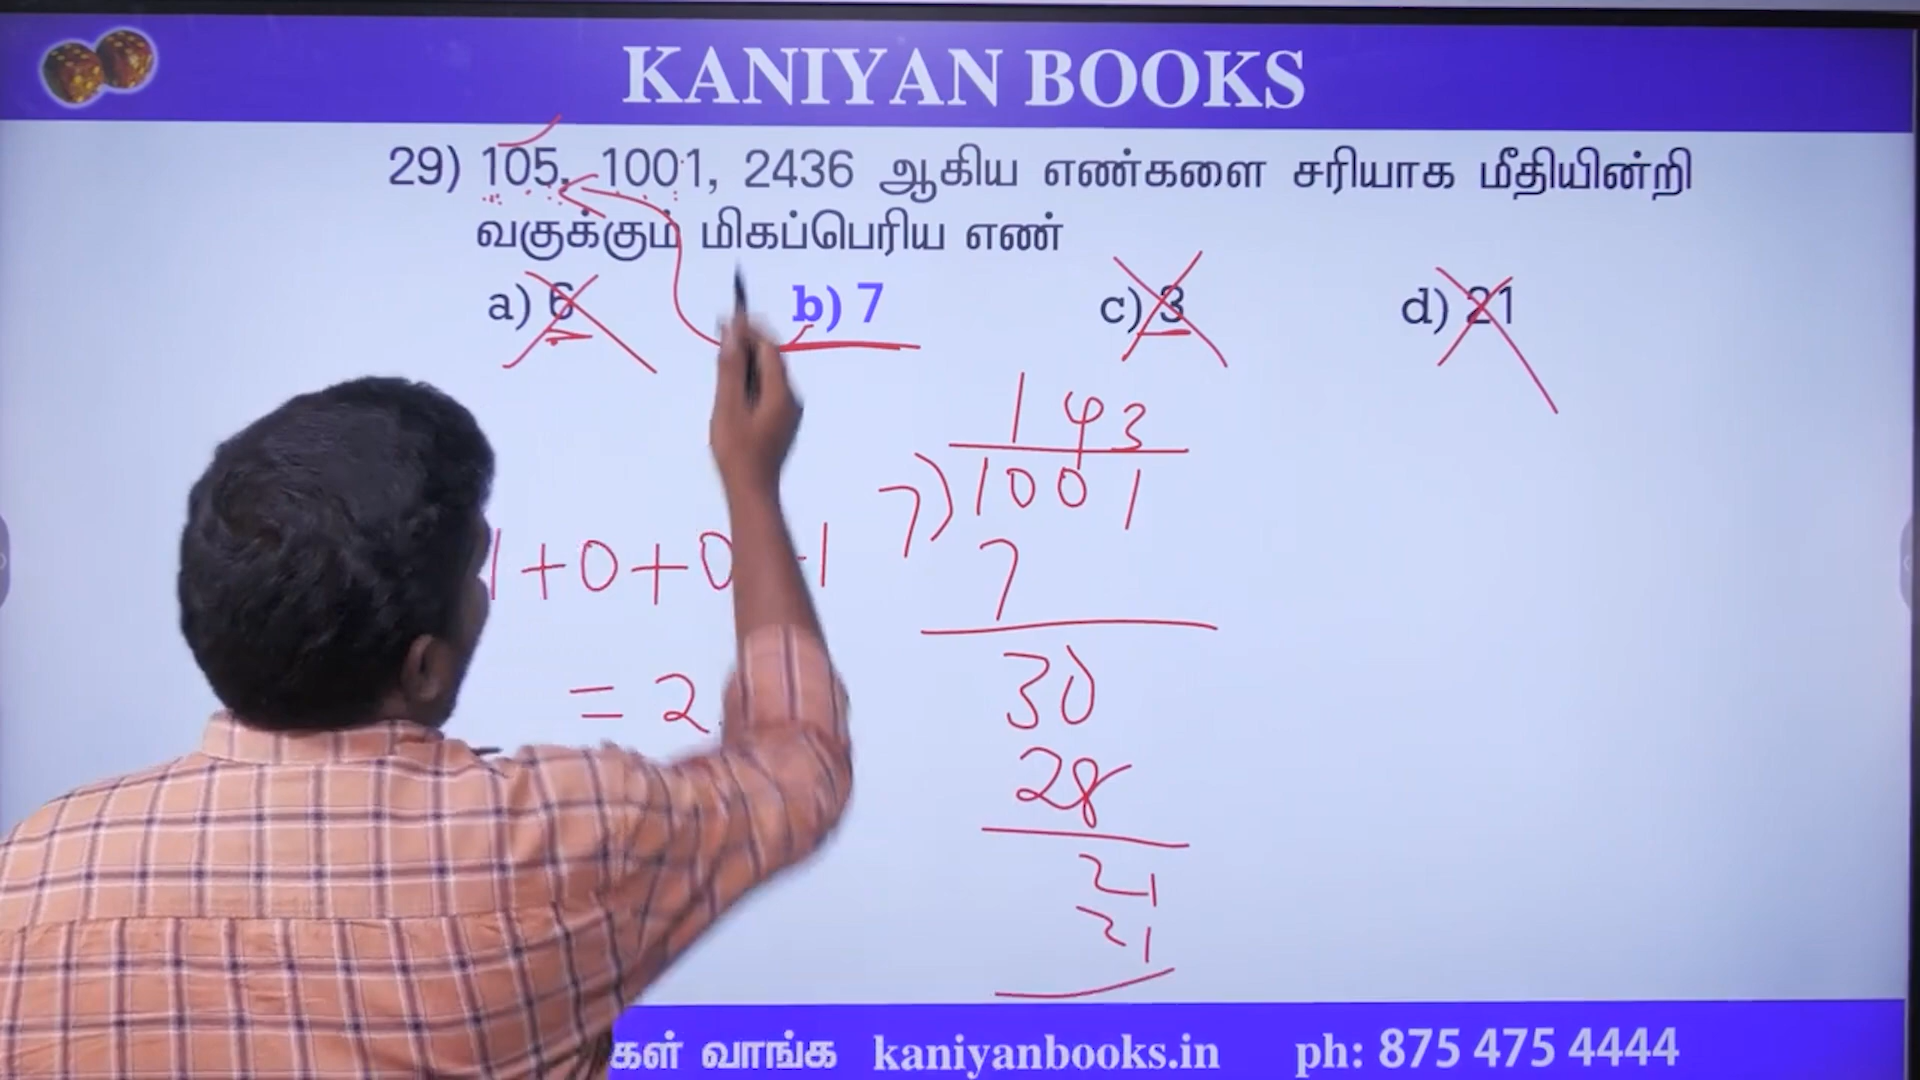 KANIYAN BOOKS
29) 105, 1001, 2436 ஆகிய எண்களை சரியாக மீதியின்றி
வகுக்கும் மிகப்பெரிய எண்
a) 6 b) 7 c) 3 d) 21
143
7)1001
7
1+0+0+1
30
= 2
28
21
21
கள் வாங்க kaniyanbooks.in ph: 875 475 4444